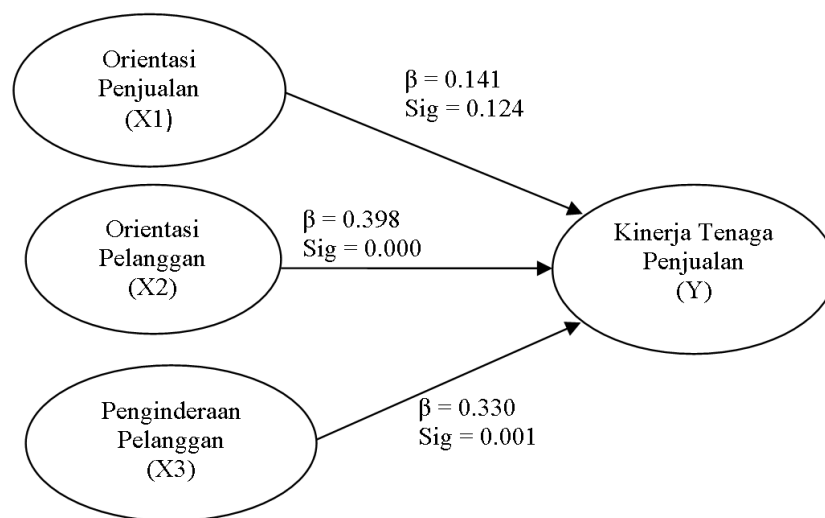 Orientasi
Penjualan
(X1)
β = 0.141
Sig = 0.124
Orientasi
Pelanggan
(X2)
β = 0.398
Sig = 0.000
Kinerja Tenaga
Penjualan
(Y)
Penginderaan
Pelanggan
(X3)
β = 0.330
Sig = 0.001